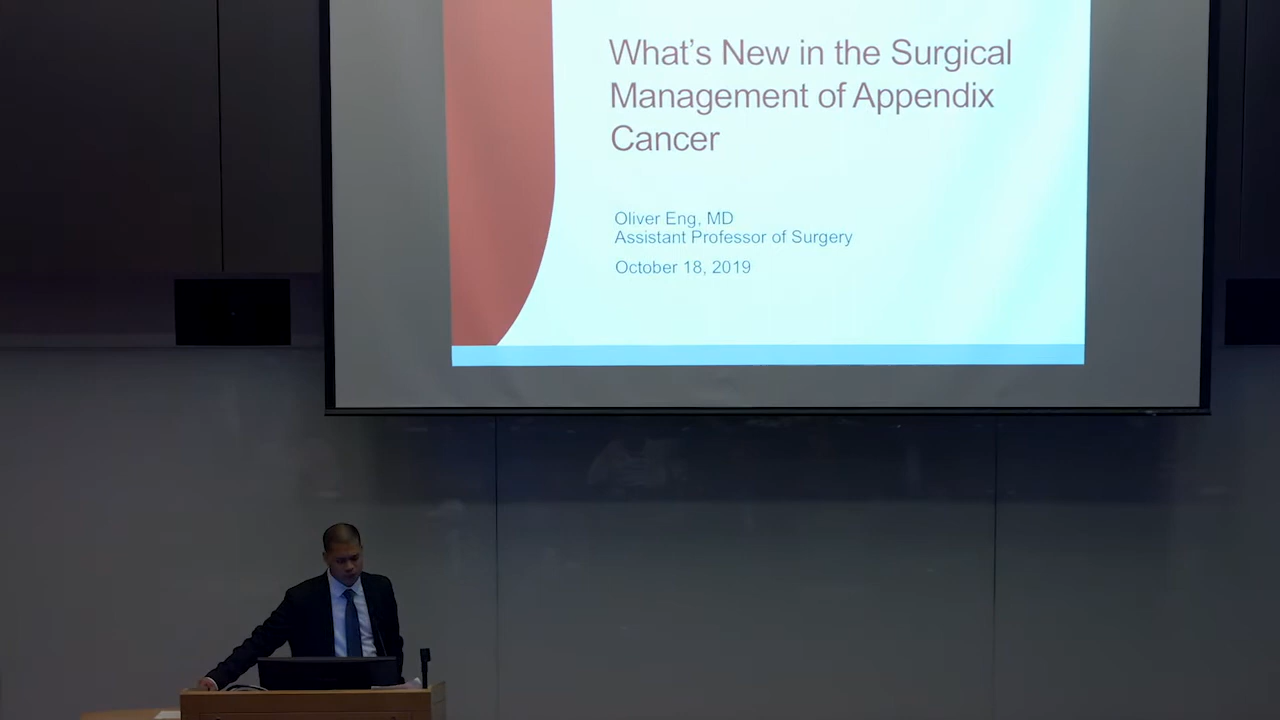 What's New in the Surgical
Management of Appendix
Cancer
Oliver Eng, MD
Assistant Professor of Surgery
October 18, 2019